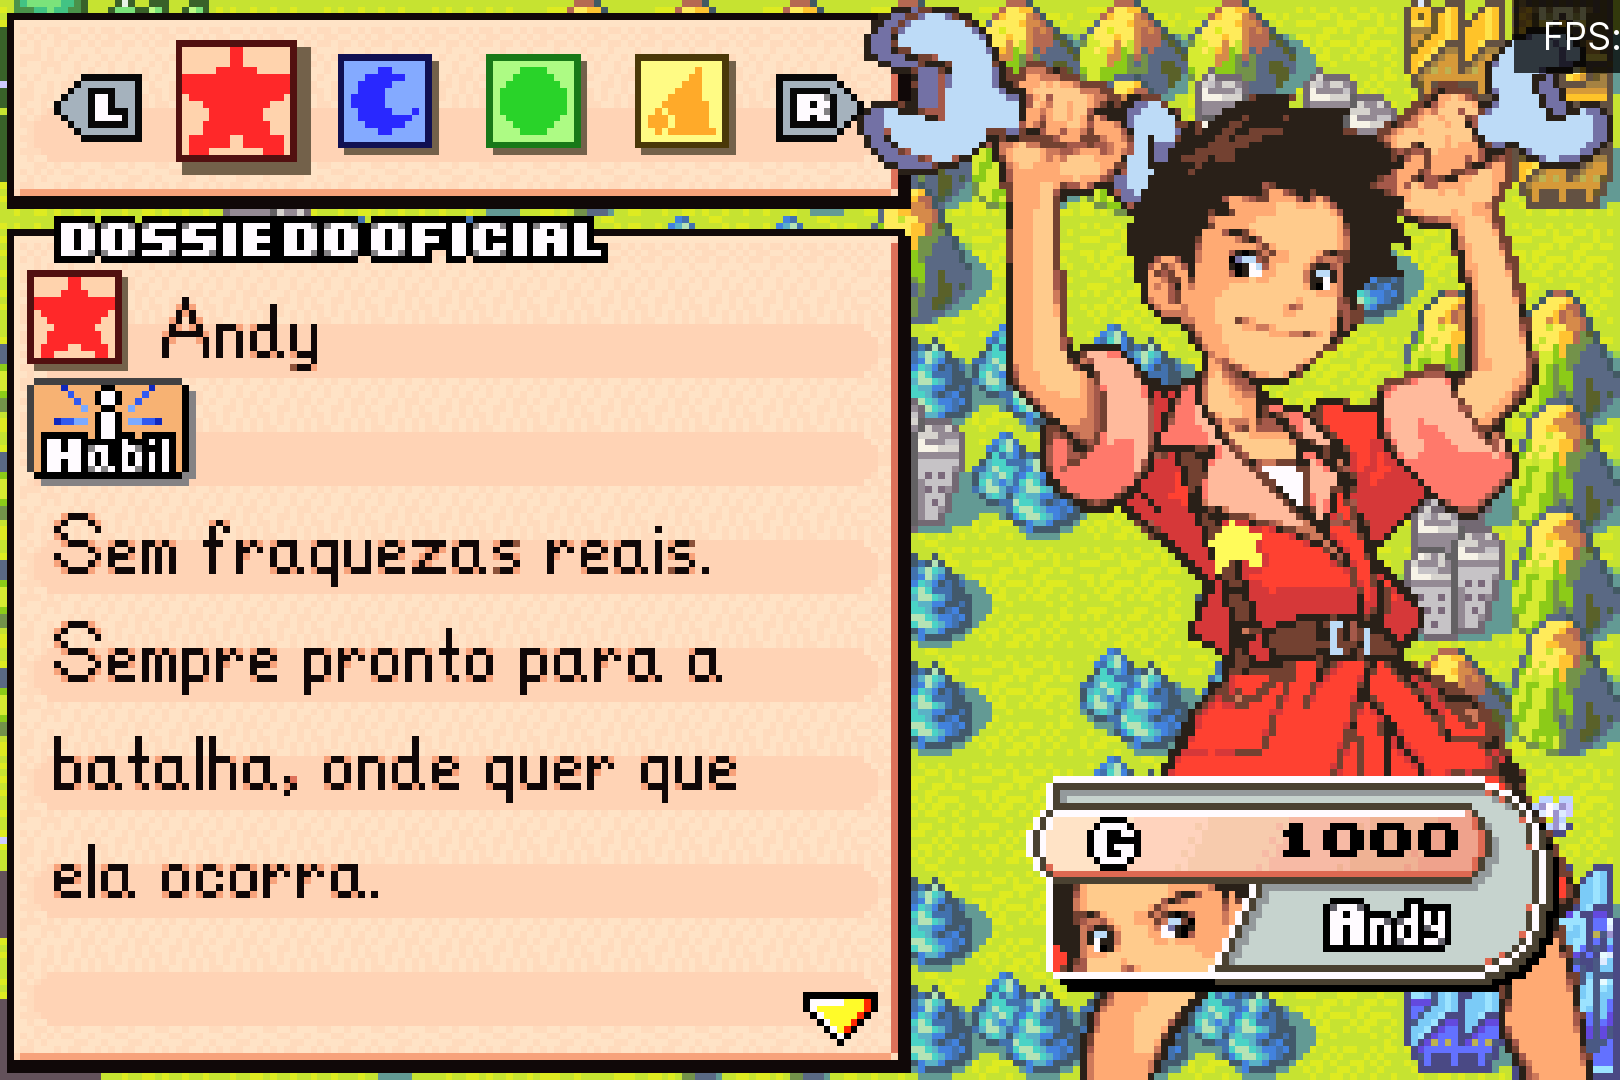 FPS:
L
R
DOSSIE DO OFICIAL
Andy
Habil
Sem fraquezas reais.
Sempre pronto para a
batalha, onde quer que
ela ocorra.
G 1000
Andy